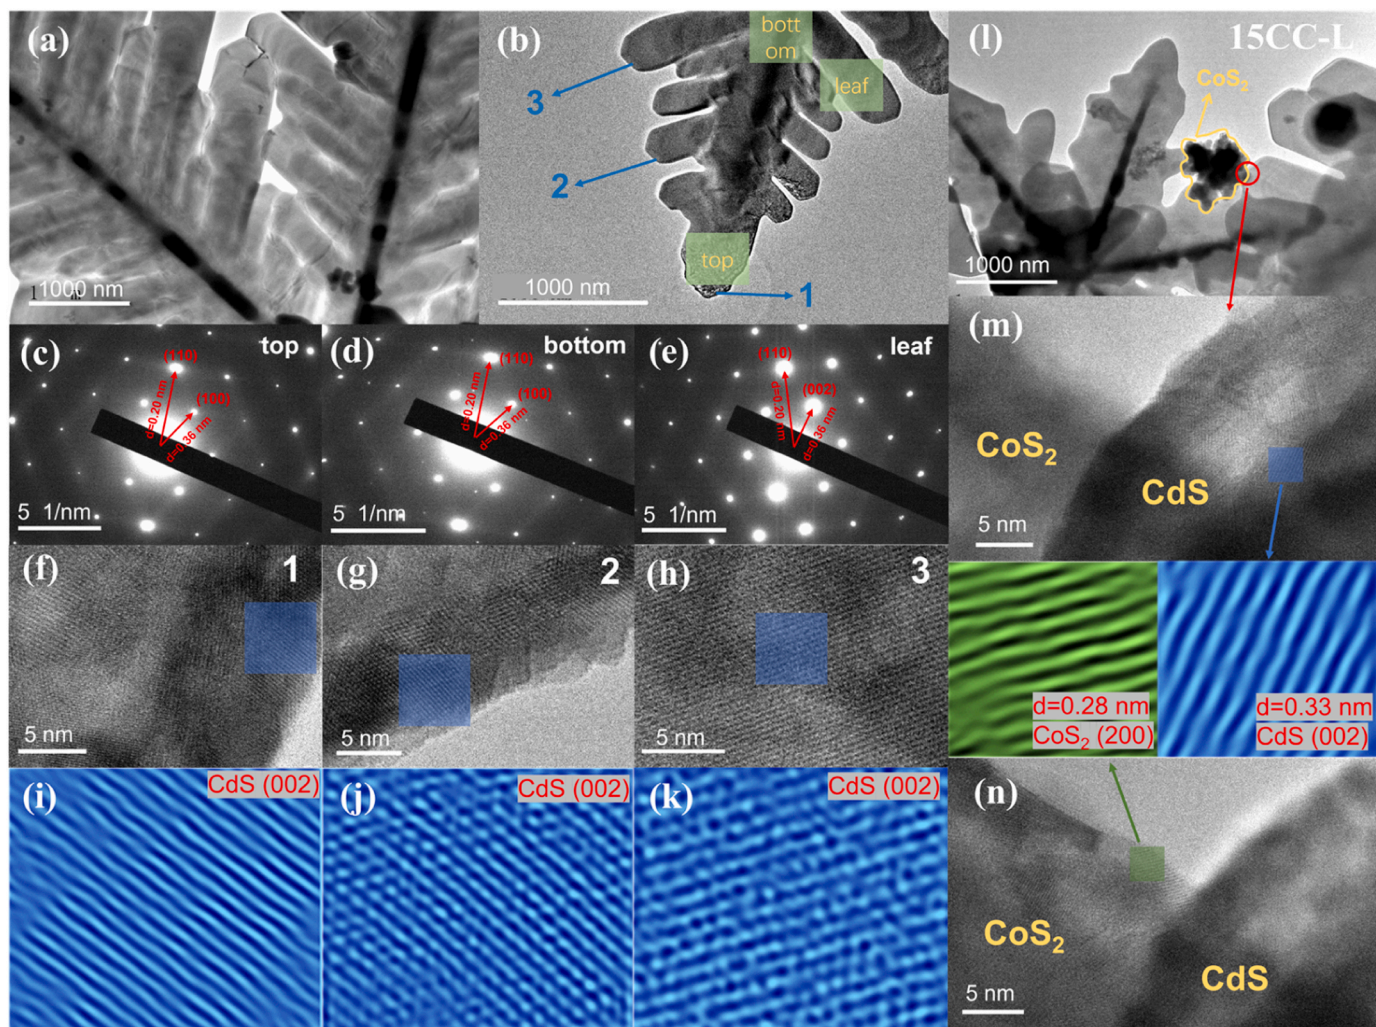 (a)
1000 nm
(b)
bott
om
leaf
3
2
top
1000 nm
1
(l)
15CC-L
CoS₂
1000 nm
(c)
top
(110)
(100)
d=0.20 nm
d=0.36 nm
5 1/nm
(d)
bottom
(110)
(100)
d=0.20 nm
d=0.36 nm
5 1/nm
(e)
leaf
(110)
(002)
d=0.20 nm
d=0.36 nm
5 1/nm
(m)
CoS₂
CdS
5 nm
(f)
1
5 nm
(g)
2
5 nm
(h)
3
5 nm
d=0.28 nm
CoS₂ (200)
d=0.33 nm
CdS (002)
(i)
CdS (002)
(j)
CdS (002)
(k)
CdS (002)
(n)
CoS₂
CdS
5 nm